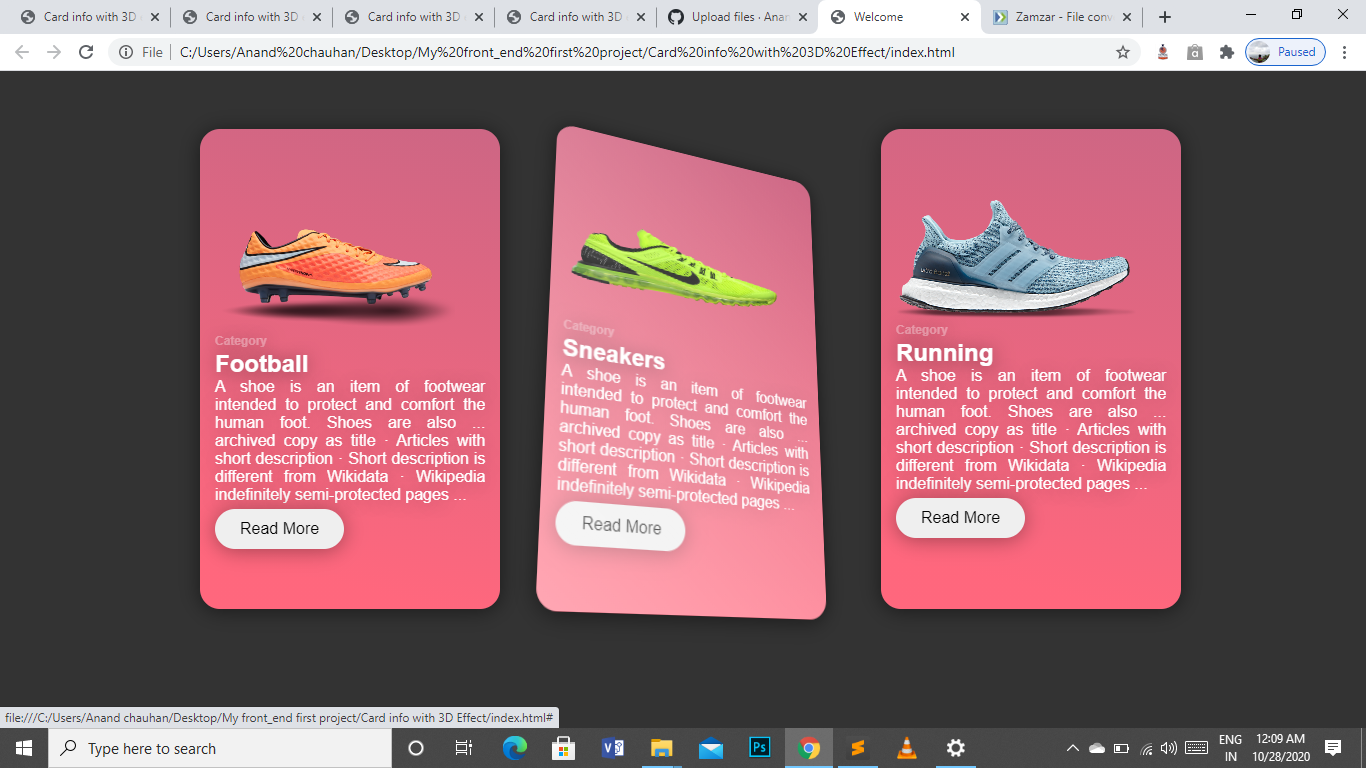 Card info with 3D
Card info with 3D
Card info with 3D
Card info with 3D
Upload files · Anan
Welcome
Zamzar - File conv
File
C:/Users/Anand%20chauhan/Desktop/My%20front_end%20first%20project/Card%20info%20with%203D%20Effect/index.html
Paused
Category
Football
A shoe is an item of footwear
intended to protect and comfort the
human foot. Shoes are also ...
archived copy as title · Articles with
short description · Short description is
different from Wikidata · Wikipedia
indefinitely semi-protected pages ...
Read More
Category
Sneakers
A shoe is an item of footwear
intended to protect and comfort the
human foot. Shoes are also ...
archived copy as title · Articles with
short description · Short description is
different from Wikidata · Wikipedia
indefinitely semi-protected pages ...
Read More
Category
Running
A shoe is an item of footwear
intended to protect and comfort the
human foot. Shoes are also ...
archived copy as title · Articles with
short description · Short description is
different from Wikidata · Wikipedia
indefinitely semi-protected pages ...
Read More
file:///C:/Users/Anand chauhan/Desktop/My front_end first project/Card info with 3D Effect/index.html#
Type here to search
Ps
ENG
IN
12:09 AM
10/28/2020